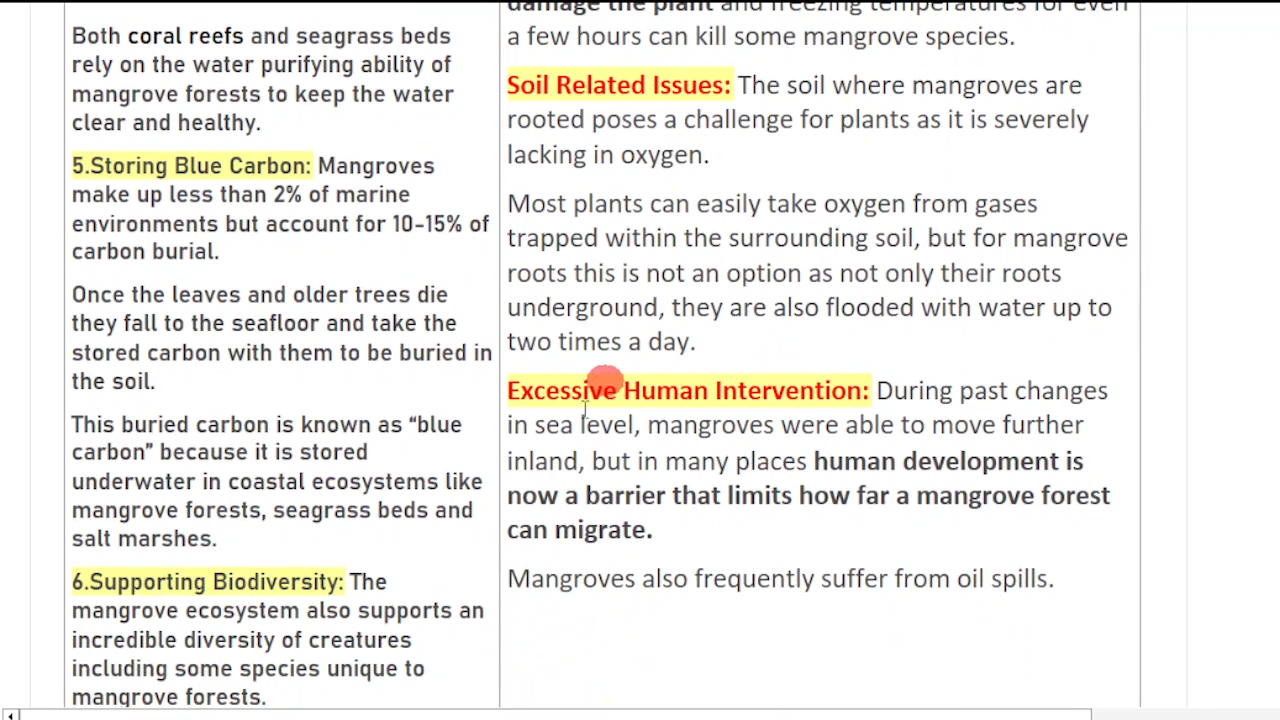 Both coral reefs and seagrass beds
rely on the water purifying ability of
mangrove forests to keep the water
clear and healthy.
5.Storing Blue Carbon: Mangroves
make up less than 2% of marine
environments but account for 10-15% of
carbon burial.
Once the leaves and older trees die
they fall to the seafloor and take the
stored carbon with them to be buried in
the soil.
This buried carbon is known as “blue
carbon” because it is stored
underwater in coastal ecosystems like
mangrove forests, seagrass beds and
salt marshes.
6.Supporting Biodiversity: The
mangrove ecosystem also supports an
incredible diversity of creatures
including some species unique to
mangrove forests.
damage the plant and freezing temperatures for even
a few hours can kill some mangrove species.
Soil Related Issues: The soil where mangroves are
rooted poses a challenge for plants as it is severely
lacking in oxygen.
Most plants can easily take oxygen from gases
trapped within the surrounding soil, but for mangrove
roots this is not an option as not only their roots
underground, they are also flooded with water up to
two times a day.
Excessive Human Intervention: During past changes
in sea level, mangroves were able to move further
inland, but in many places human development is
now a barrier that limits how far a mangrove forest
can migrate.
Mangroves also frequently suffer from oil spills.